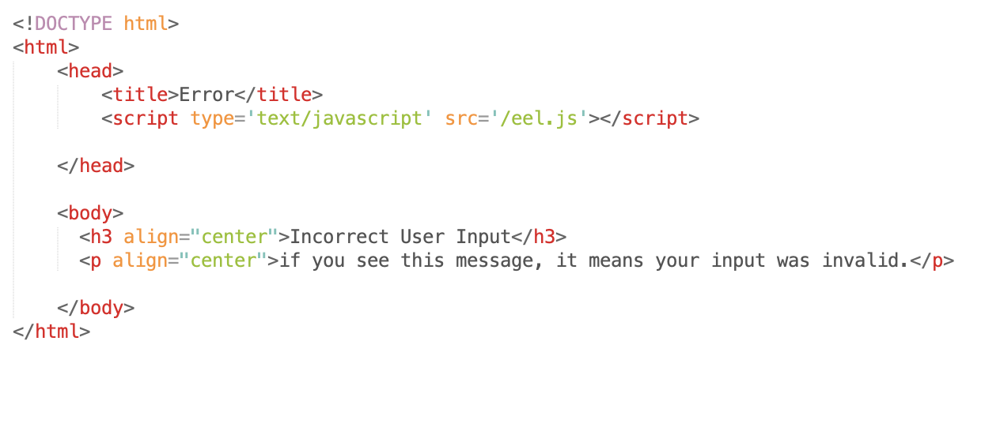 <!DOCTYPE html>
<html>
    <head>
        <title>Error</title>
        <script type='text/javascript' src='/eel.js'></script>

    </head>

    <body>
      <h3 align="center">Incorrect User Input</h3>
      <p align="center">if you see this message, it means your input was invalid.</p>

    </body>
</html>